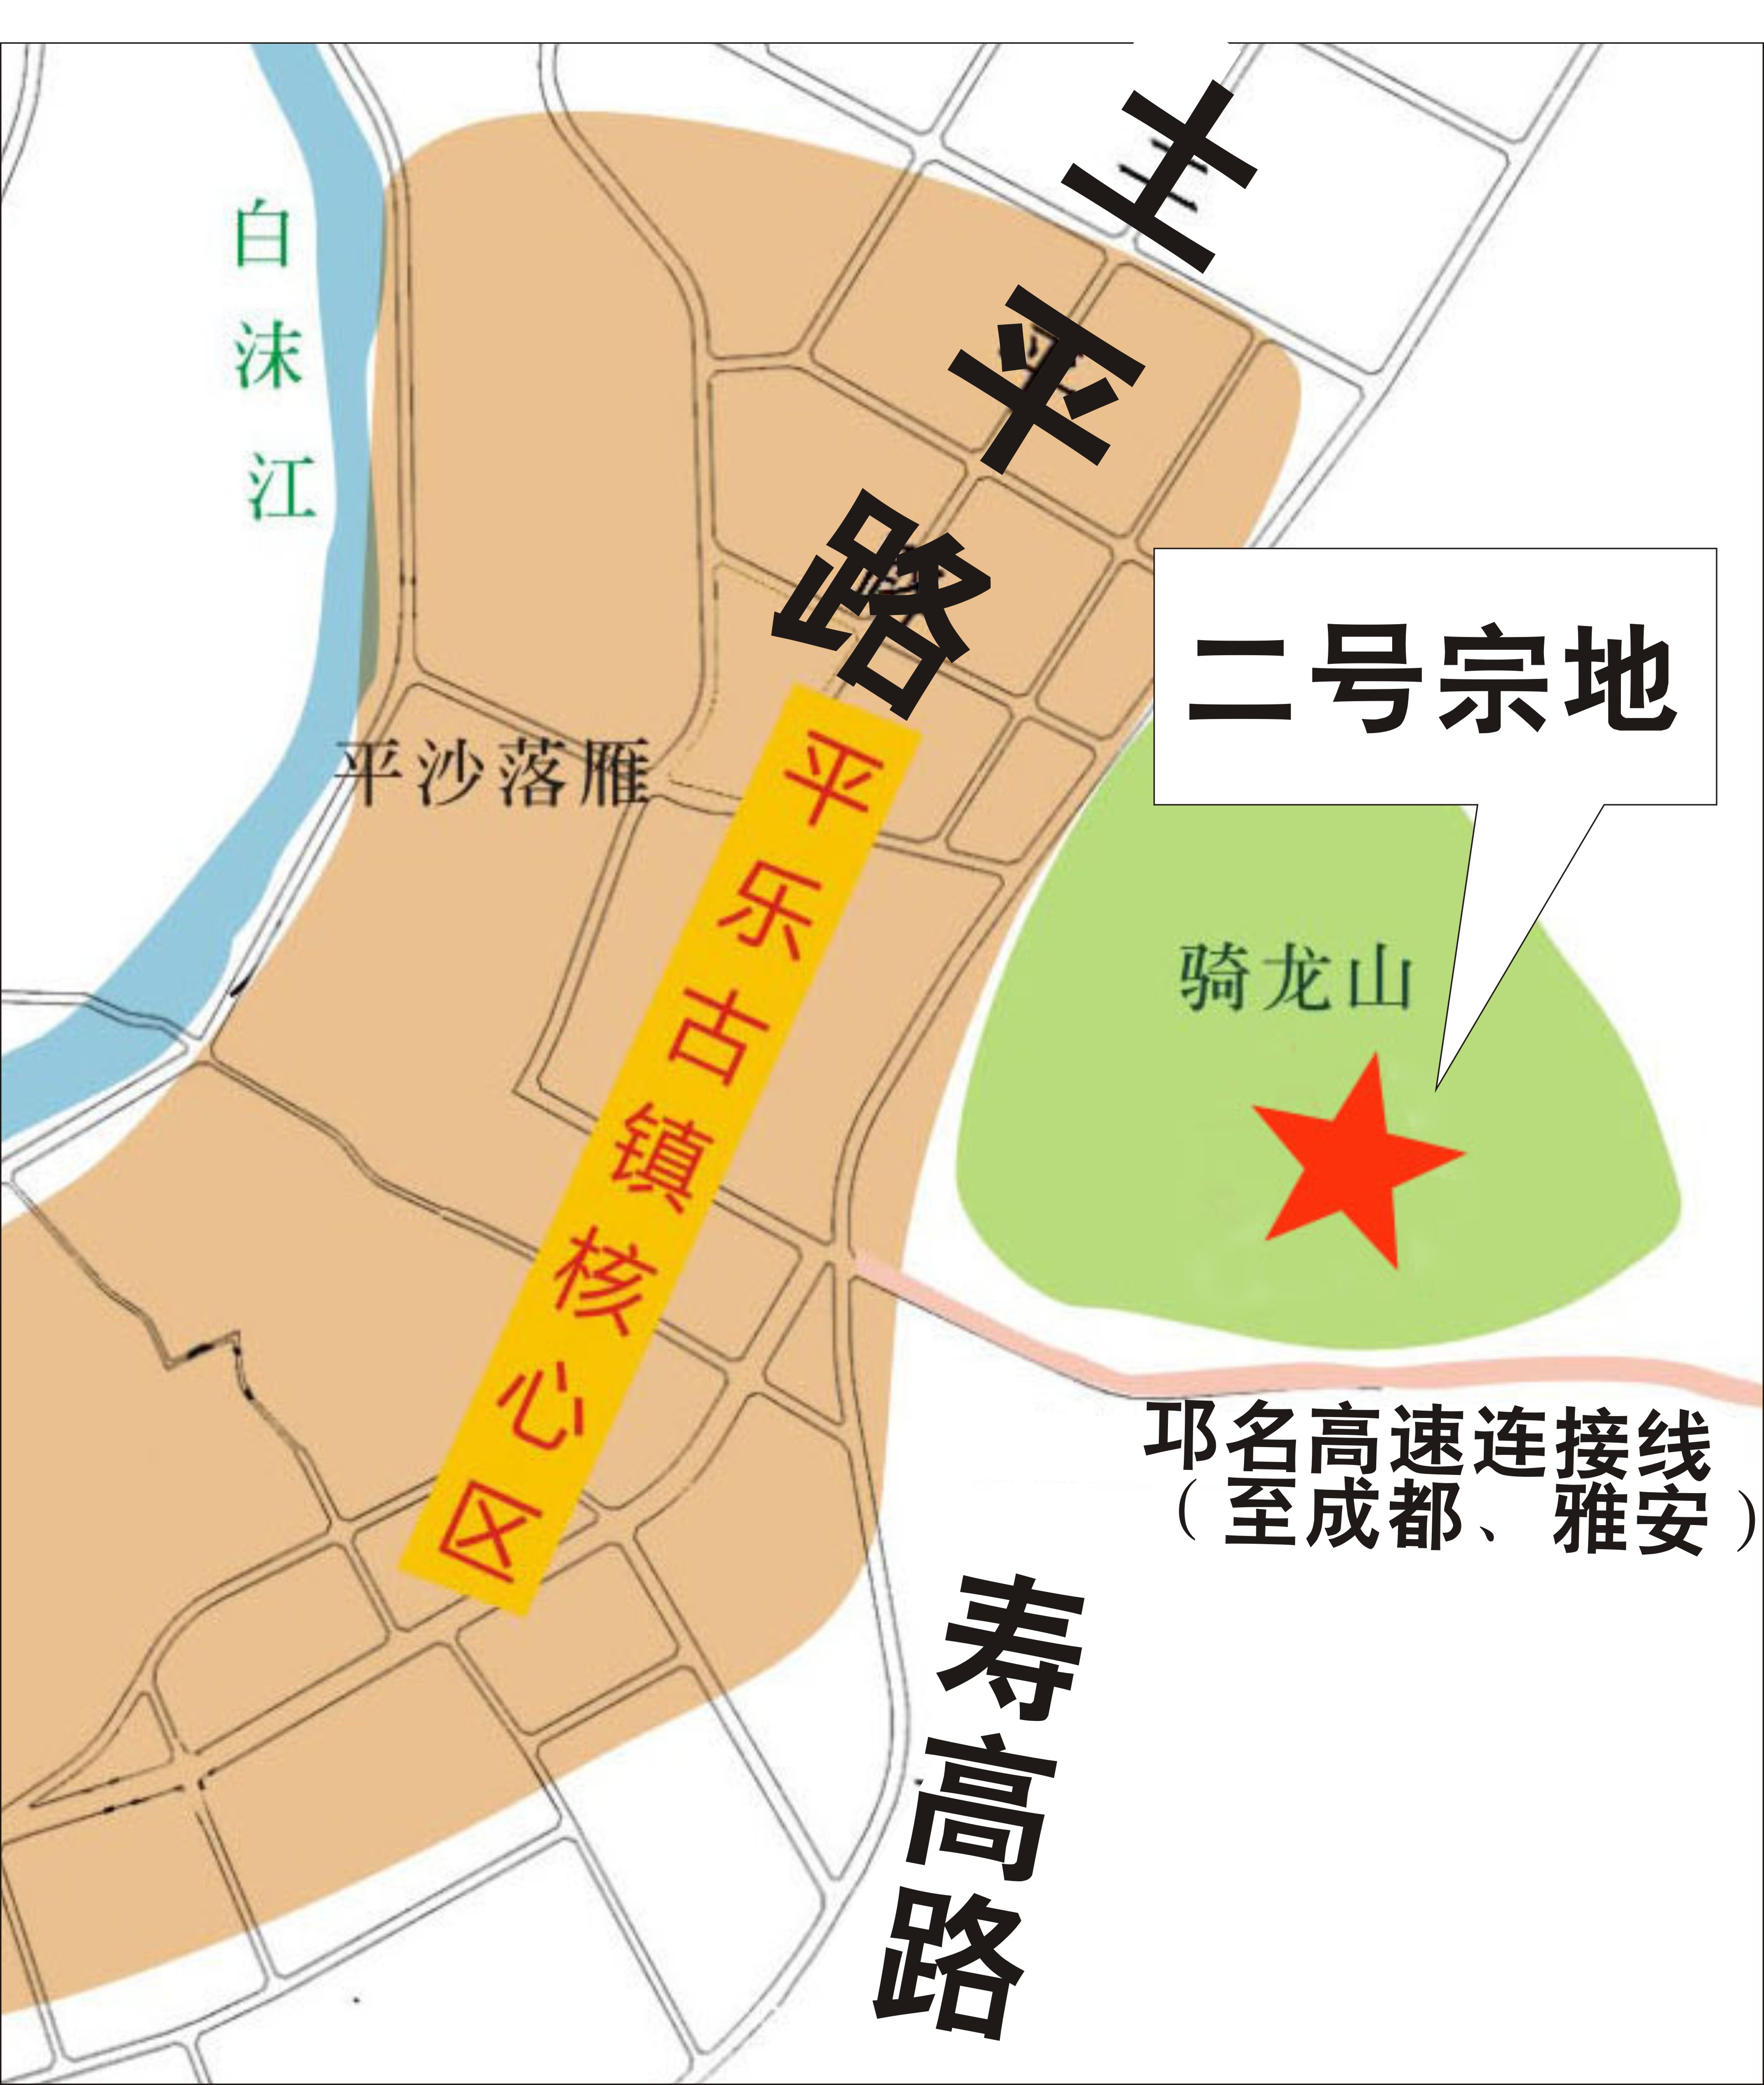 土平路
白沫江
二号宗地
平沙落雁
平乐古镇核心区
骑龙山
邛名高速连接线
（至成都、雅安）
寿高路